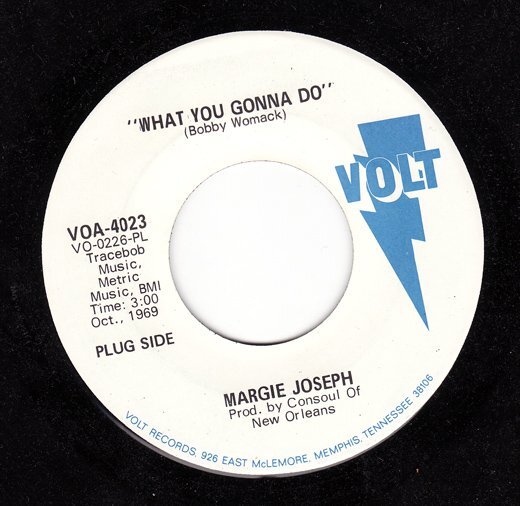 "WHAT YOU GONNA DO"
(Bobby Womack)
VOLT
VOA-4023
VO-0226-PL
Tracebob
Music,
Metric
Music, BMI
Time: 3:00
Oct., 1969
PLUG SIDE
MARGIE JOSEPH
Prod. by Consoul Of
New Orleans
VOLT RECORDS, 926 EAST McLEMORE, MEMPHIS, TENNESSEE 38106